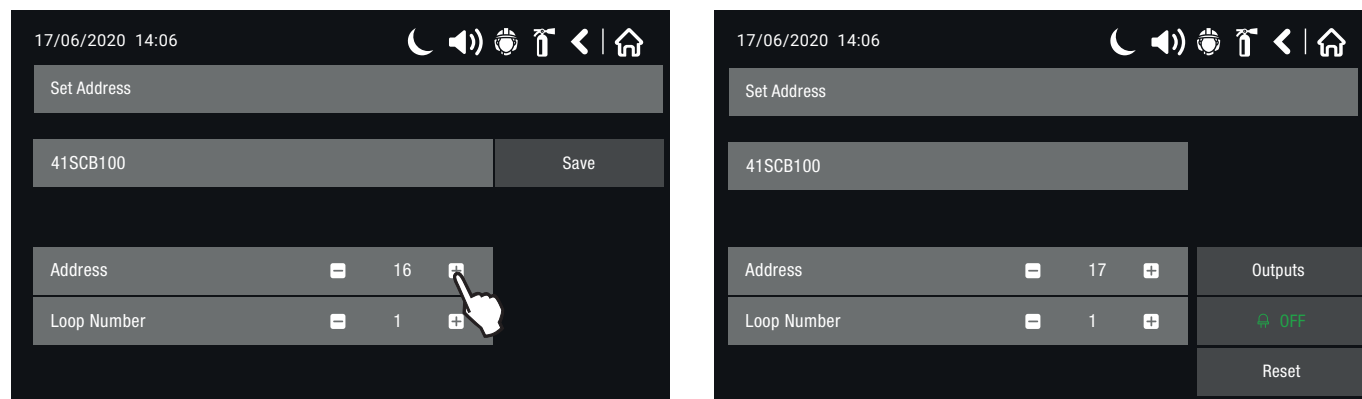 17/06/2020 14:06
Set Address
41SCB100
Save
Address 16
Loop Number 1
17/06/2020 14:06
Set Address
41SCB100
Address 17
Outputs
Loop Number 1
OFF
Reset